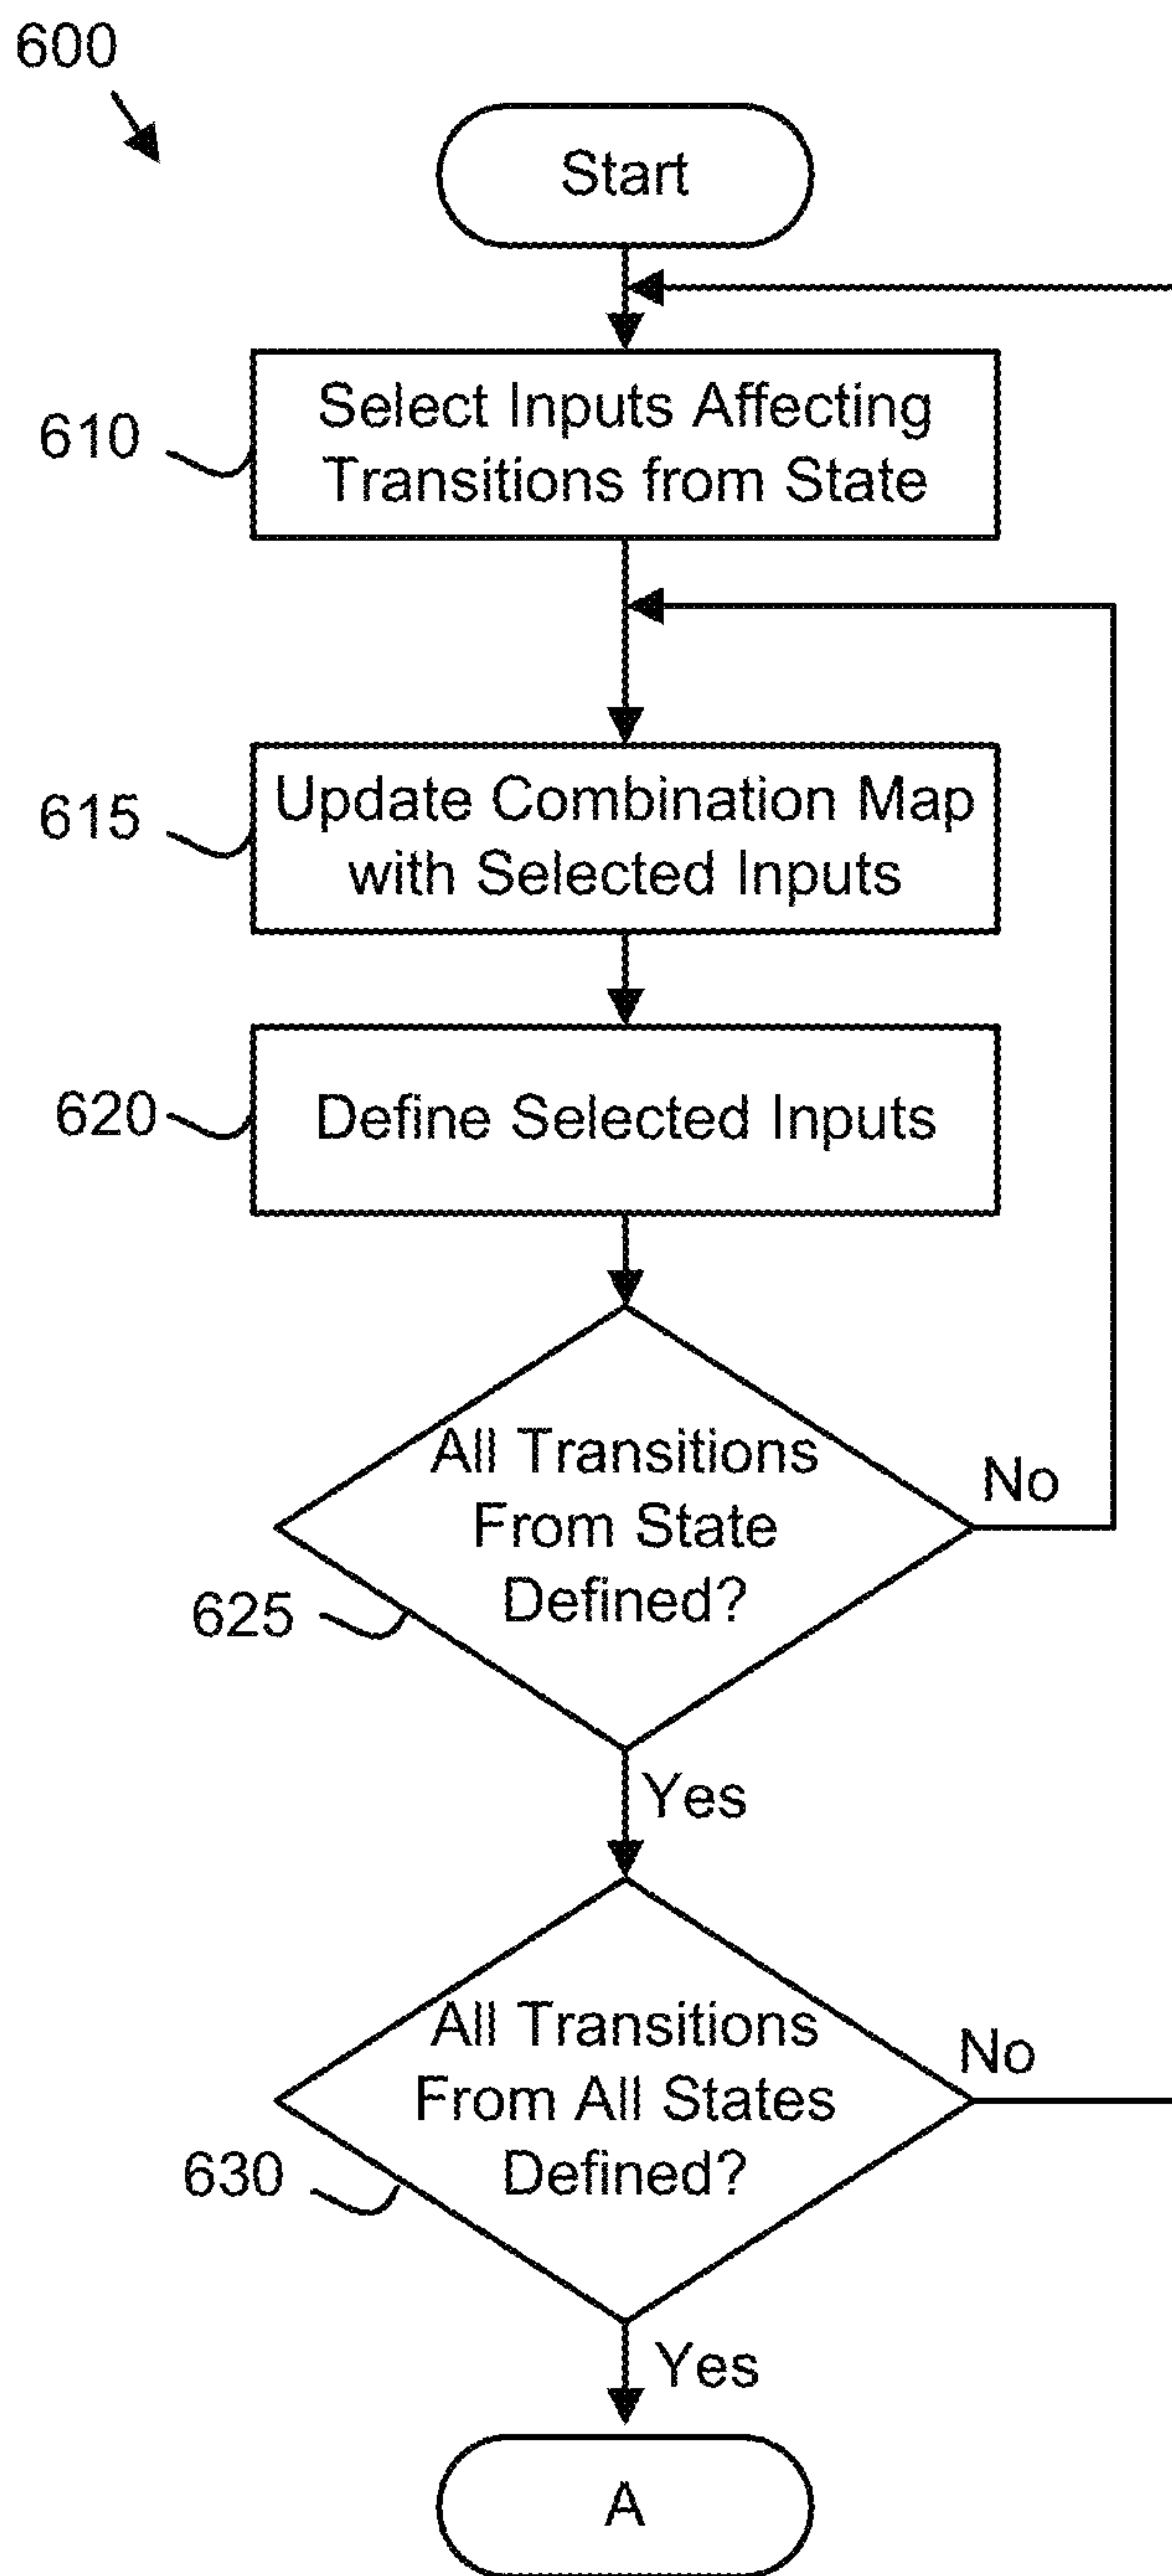 600
Start
610
Select Inputs Affecting
Transitions from State
615
Update Combination Map
with Selected Inputs
620
Define Selected Inputs
All Transitions
From State
Defined?
No
625
Yes
All Transitions
From All States
Defined?
No
630
Yes
A